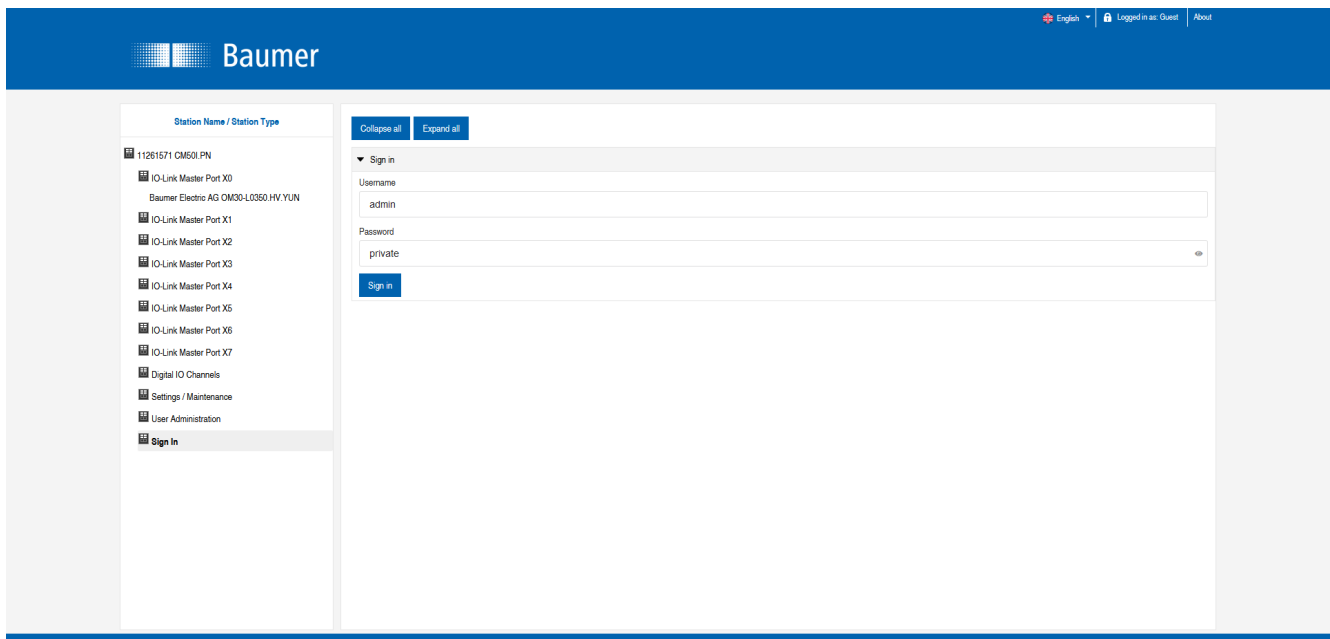 English
Logged in as: Guest
About
Baumer
Station Name / Station Type
11261571 CM50I.PN
IO-Link Master Port X0
Baumer Electric AG OM30-L0350.HV.YUN
IO-Link Master Port X1
IO-Link Master Port X2
IO-Link Master Port X3
IO-Link Master Port X4
IO-Link Master Port X5
IO-Link Master Port X6
IO-Link Master Port X7
Digital IO Channels
Settings / Maintenance
User Administration
Sign In
Collapse all
Expand all
Sign in
Username
admin
Password
private
Sign in